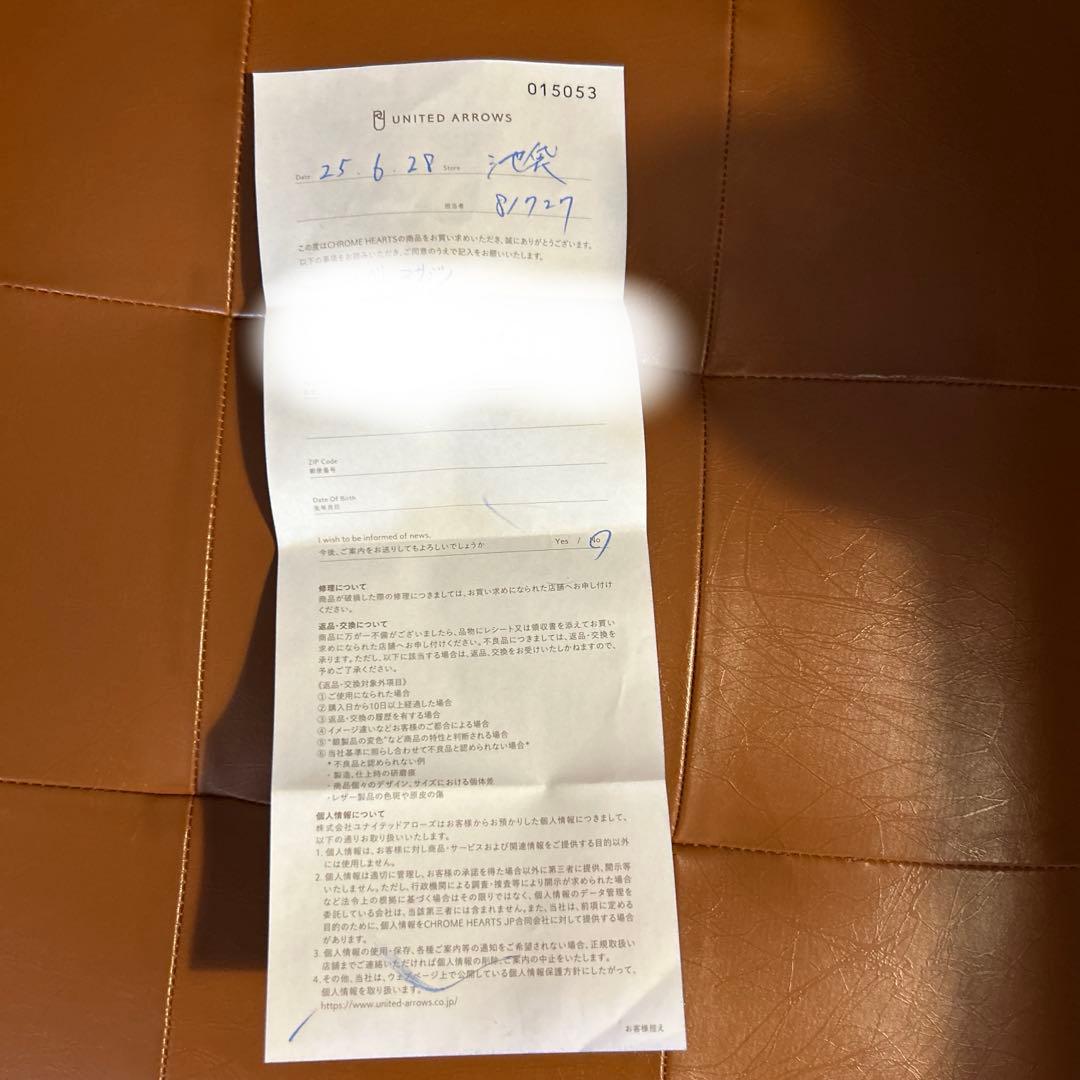 015053
UNITED ARROWS
Date 25.6.28 Store 池袋
担当者 81727
この度はCHROME HEARTSの商品をお買い求めいただき、誠にありがとうございます。
以下の事項をお読みいただき、ご同意のうえで記入をお願いいたします。
ZIP Code
郵便番号
Date Of Birth
生年月日
I wish to be informed of news.
今後、ご案内をお送りしてもよろしいでしょうか Yes / No
修理について
商品が破損した際の修理につきましては、お買い求めになられた店舗へお申し付け
ください。
返品・交換について
商品に万が一不備がございましたら、品物にレシート又は領収書を添えてお買い
求めになられた店舗へお申し付けください。不良品につきましては、返品・交換を
承ります。ただし、以下に該当する場合は、返品、交換をお受けいたしかねますので、
予めご了承ください。
《返品・交換対象外項目》
①ご使用になられた場合
②購入日から10日以上経過した場合
③返品・交換の履歴を有する場合
④イメージ違いなどお客様のご都合による場合
⑤"銀製品の変色"など商品の特性と判断される場合
⑥当社基準に照らし合わせて不良品と認められない場合*
*不良品と認められない例
・製造、仕上時の研磨痕
・商品個々のデザイン、サイズにおける個体差
・レザー製品の色斑や原皮の傷
個人情報について
株式会社ユナイテッドアローズはお客様からお預かりした個人情報につきまして、
以下の通りお取り扱いいたします。
1. 個人情報は、お客様に対し商品・サービスおよび関連情報をご提供する目的以外
には使用しません。
2. 個人情報は適切に管理し、お客様の承諾を得た場合以外に第三者に提供、開示等
いたしません。ただし、行政機関による調査・捜査等により開示が求められた場合
など法令上の根拠に基づく場合はその限りではなく、個人情報のデータ管理を
委託している会社は、当該第三者には含まれません。また、当社は、前項に定める
目的のために、個人情報をCHROME HEARTS JP合同会社に対して提供する場合
があります。
3. 個人情報の使用・保存、各種ご案内等の通知をご希望されない場合、正規取扱い
店舗までご連絡いただければ個人情報の削除、ご案内の中止をいたします。
4. その他、当社は、ウェブページ上で公開している個人情報保護方針にしたがって、
個人情報を取り扱います。
https://www.united-arrows.co.jp/
お客様控え